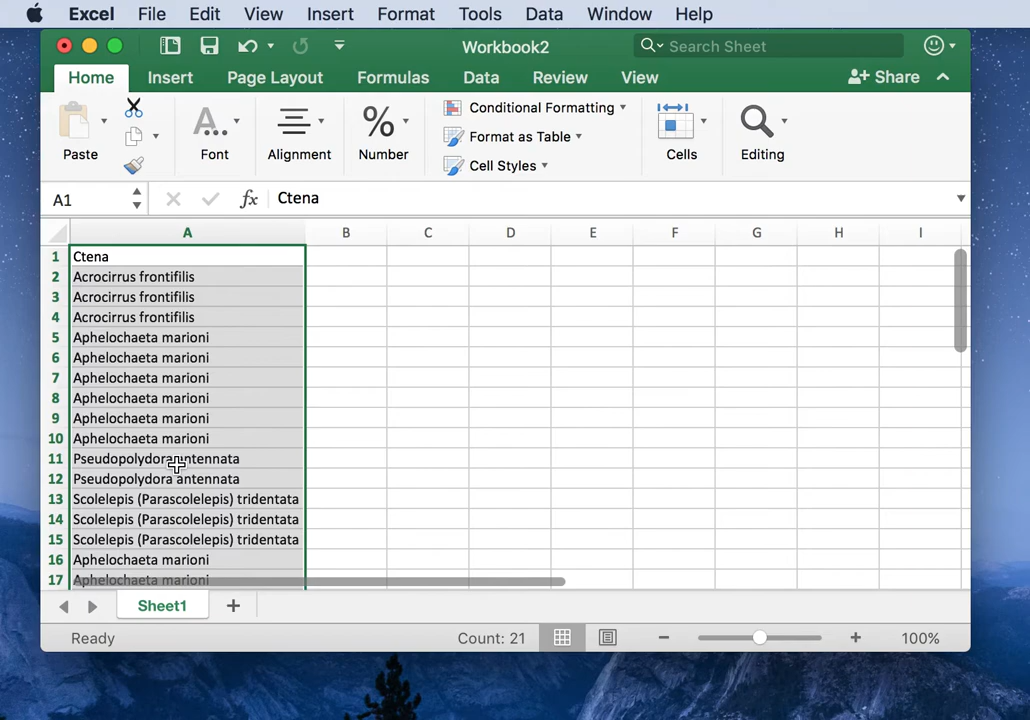 Excel File Edit View Insert Format Tools Data Window Help
Workbook2
Search Sheet
Home Insert Page Layout Formulas Data Review View Share
Paste
Font
Alignment
%
Number
Conditional Formatting
Format as Table
Cell Styles
Cells
Editing
A1 fx Ctena
A B C D E F G H I
1 Ctena
2 Acrocirrus frontifilis
3 Acrocirrus frontifilis
4 Acrocirrus frontifilis
5 Aphelochaeta marioni
6 Aphelochaeta marioni
7 Aphelochaeta marioni
8 Aphelochaeta marioni
9 Aphelochaeta marioni
10 Aphelochaeta marioni
11 Pseudopolydora antennata
12 Pseudopolydora antennata
13 Scolelepis (Parascolelepis) tridentata
14 Scolelepis (Parascolelepis) tridentata
15 Scolelepis (Parascolelepis) tridentata
16 Aphelochaeta marioni
17 Aphelochaeta marioni
Sheet1
Ready Count: 21 100%